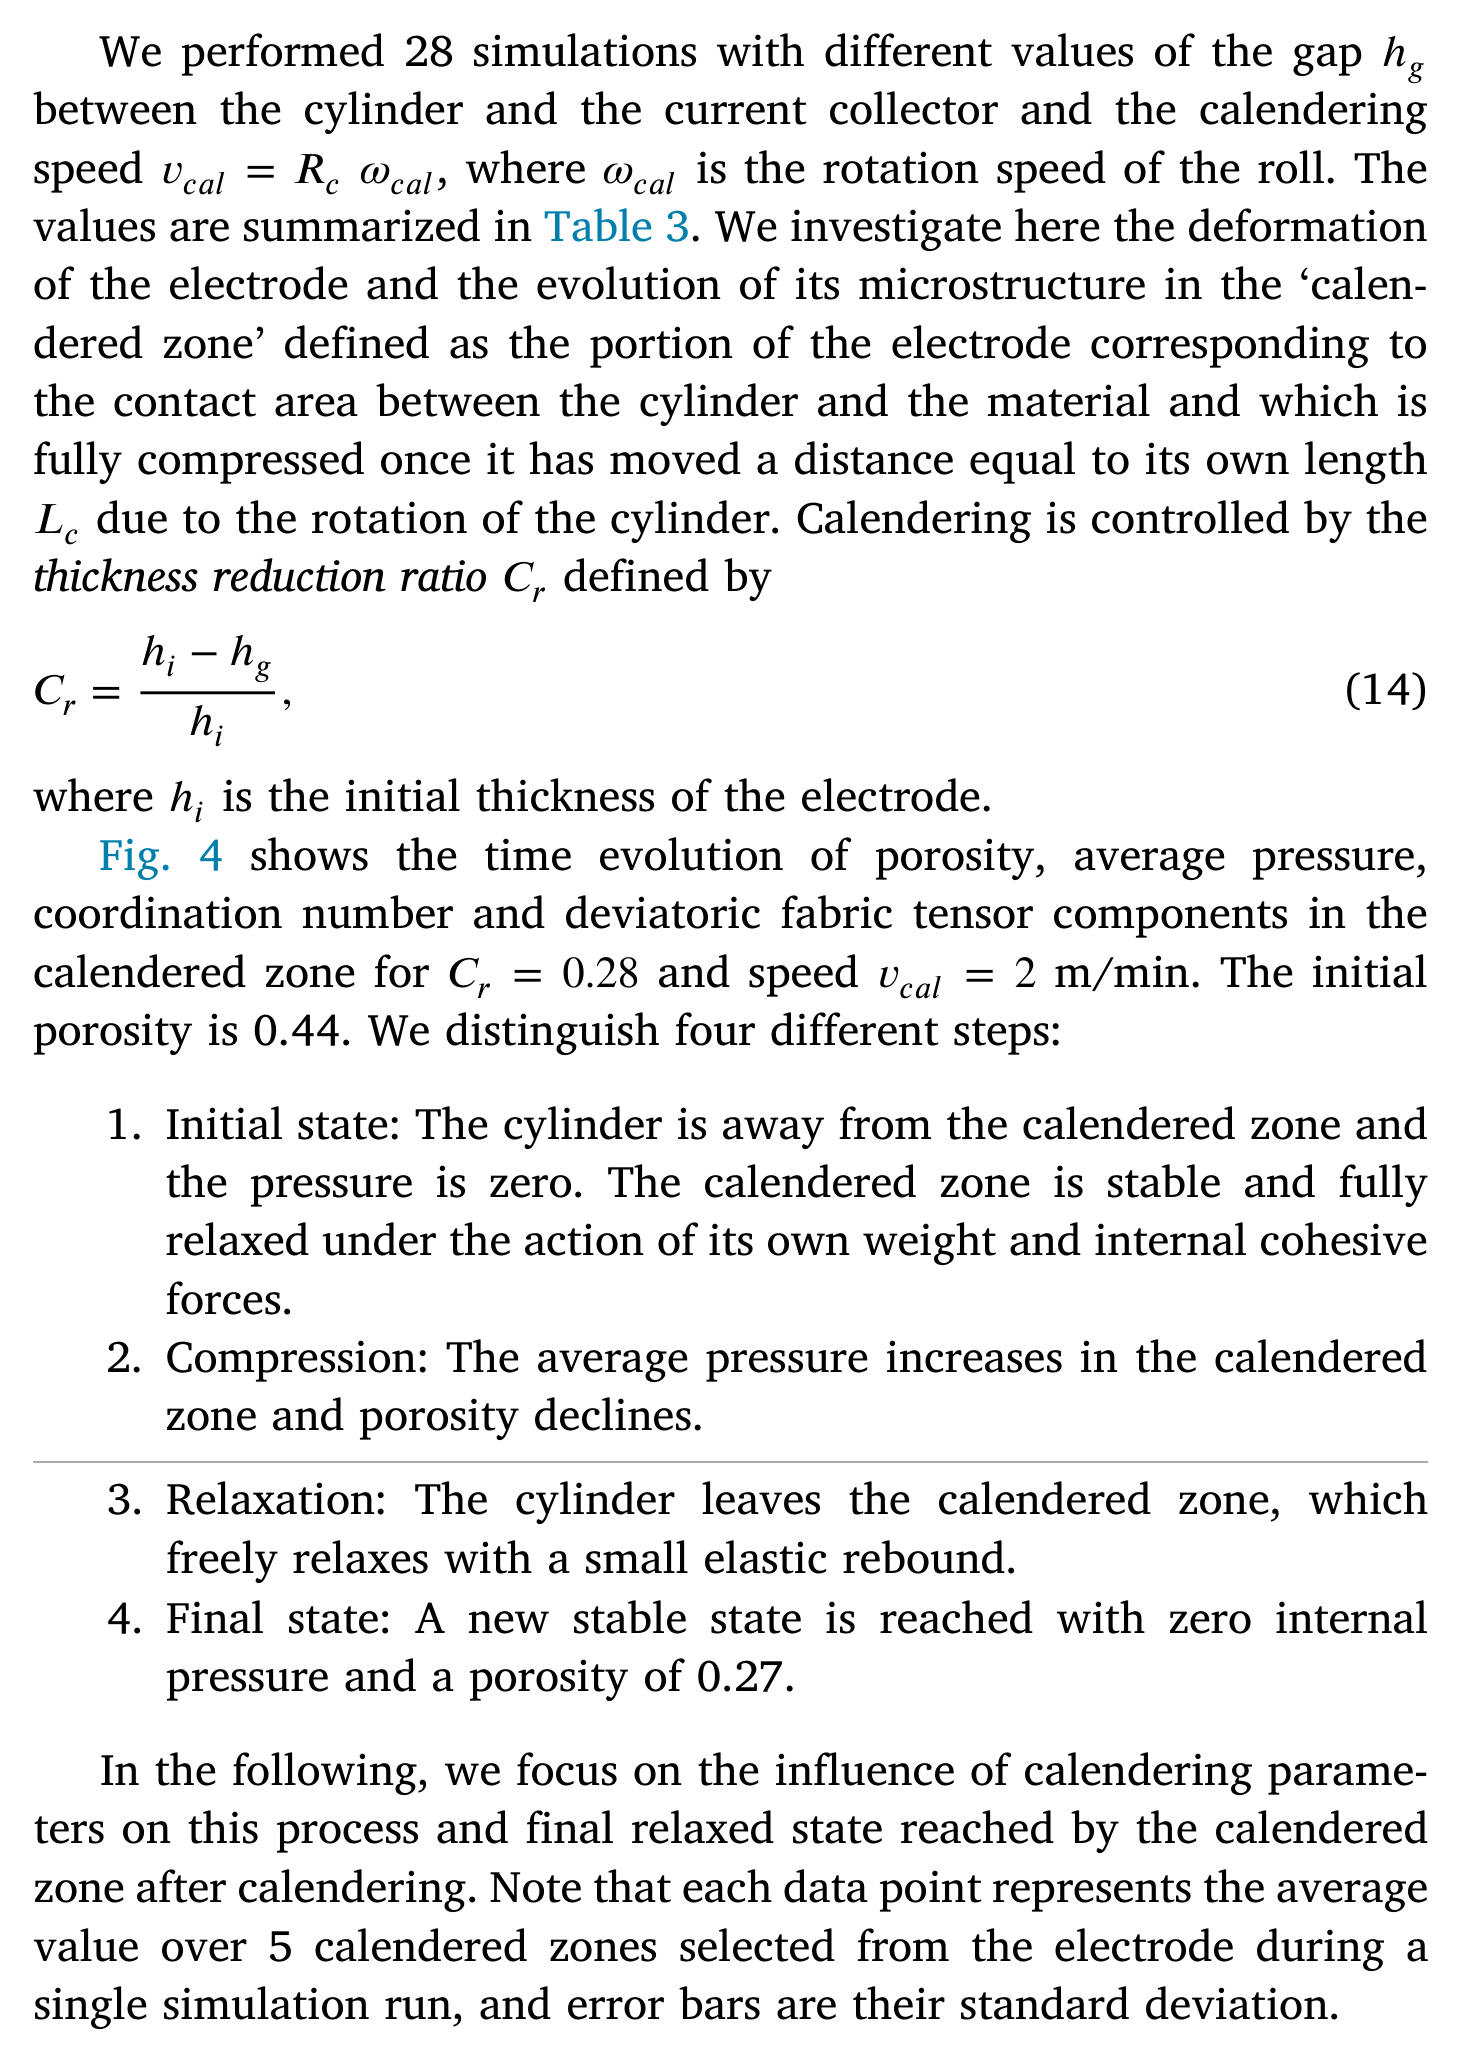 We performed 28 simulations with different values of the gap h_g
between the cylinder and the current collector and the calendering
speed v_cal = R_c ω_cal, where ω_cal is the rotation speed of the roll. The
values are summarized in Table 3. We investigate here the deformation
of the electrode and the evolution of its microstructure in the ‘calen-
dered zone’ defined as the portion of the electrode corresponding to
the contact area between the cylinder and the material and which is
fully compressed once it has moved a distance equal to its own length
L_c due to the rotation of the cylinder. Calendering is controlled by the
thickness reduction ratio C_r defined by
C_r = (h_i − h_g) / h_i, (14)
where h_i is the initial thickness of the electrode.
Fig. 4 shows the time evolution of porosity, average pressure,
coordination number and deviatoric fabric tensor components in the
calendered zone for C_r = 0.28 and speed v_cal = 2 m/min. The initial
porosity is 0.44. We distinguish four different steps:
1. Initial state: The cylinder is away from the calendered zone and
the pressure is zero. The calendered zone is stable and fully
relaxed under the action of its own weight and internal cohesive
forces.
2. Compression: The average pressure increases in the calendered
zone and porosity declines.
3. Relaxation: The cylinder leaves the calendered zone, which
freely relaxes with a small elastic rebound.
4. Final state: A new stable state is reached with zero internal
pressure and a porosity of 0.27.
In the following, we focus on the influence of calendering parame-
ters on this process and final relaxed state reached by the calendered
zone after calendering. Note that each data point represents the average
value over 5 calendered zones selected from the electrode during a
single simulation run, and error bars are their standard deviation.